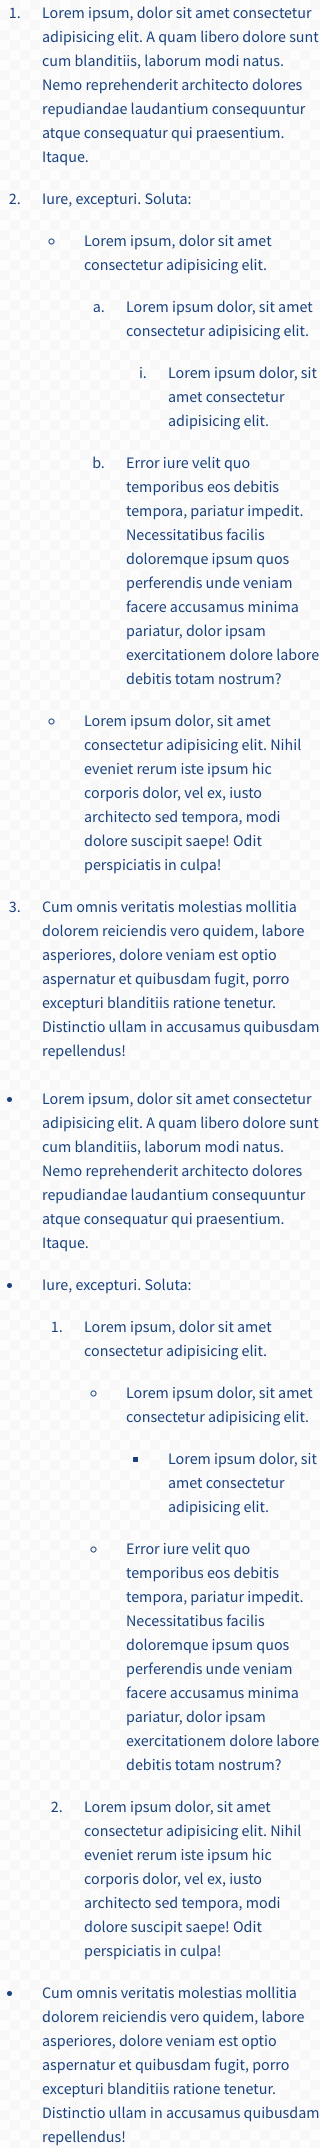 1. Lorem ipsum, dolor sit amet consectetur
adipisicing elit. A quam libero dolore sunt
cum blanditiis, laborum modi natus.
Nemo reprehenderit architecto dolores
repudiandae laudantium consequuntur
atque consequatur qui praesentium.
Itaque.
2. Iure, excepturi. Soluta:
○ Lorem ipsum, dolor sit amet
consectetur adipisicing elit.
a. Lorem ipsum dolor, sit amet
consectetur adipisicing elit.
i. Lorem ipsum dolor, sit
amet consectetur
adipisicing elit.
b. Error iure velit quo
temporibus eos debitis
tempora, pariatur impedit.
Necessitatibus facilis
doloremque ipsum quos
perferendis unde veniam
facere accusamus minima
pariatur, dolor ipsam
exercitationem dolore labore
debitis totam nostrum?
○ Lorem ipsum dolor, sit amet
consectetur adipisicing elit. Nihil
eveniet rerum iste ipsum hic
corporis dolor, vel ex, iusto
architecto sed tempora, modi
dolore suscipit saepe! Odit
perspiciatis in culpa!
3. Cum omnis veritatis molestias mollitia
dolorem reiciendis vero quidem, labore
asperiores, dolore veniam est optio
aspernatur et quibusdam fugit, porro
excepturi blanditiis ratione tenetur.
Distinctio ullam in accusamus quibusdam
repellendus!
• Lorem ipsum, dolor sit amet consectetur
adipisicing elit. A quam libero dolore sunt
cum blanditiis, laborum modi natus.
Nemo reprehenderit architecto dolores
repudiandae laudantium consequuntur
atque consequatur qui praesentium.
Itaque.
• Iure, excepturi. Soluta:
1. Lorem ipsum, dolor sit amet
consectetur adipisicing elit.
○ Lorem ipsum dolor, sit amet
consectetur adipisicing elit.
▪ Lorem ipsum dolor, sit
amet consectetur
adipisicing elit.
○ Error iure velit quo
temporibus eos debitis
tempora, pariatur impedit.
Necessitatibus facilis
doloremque ipsum quos
perferendis unde veniam
facere accusamus minima
pariatur, dolor ipsam
exercitationem dolore labore
debitis totam nostrum?
2. Lorem ipsum dolor, sit amet
consectetur adipisicing elit. Nihil
eveniet rerum iste ipsum hic
corporis dolor, vel ex, iusto
architecto sed tempora, modi
dolore suscipit saepe! Odit
perspiciatis in culpa!
• Cum omnis veritatis molestias mollitia
dolorem reiciendis vero quidem, labore
asperiores, dolore veniam est optio
aspernatur et quibusdam fugit, porro
excepturi blanditiis ratione tenetur.
Distinctio ullam in accusamus quibusdam
repellendus!